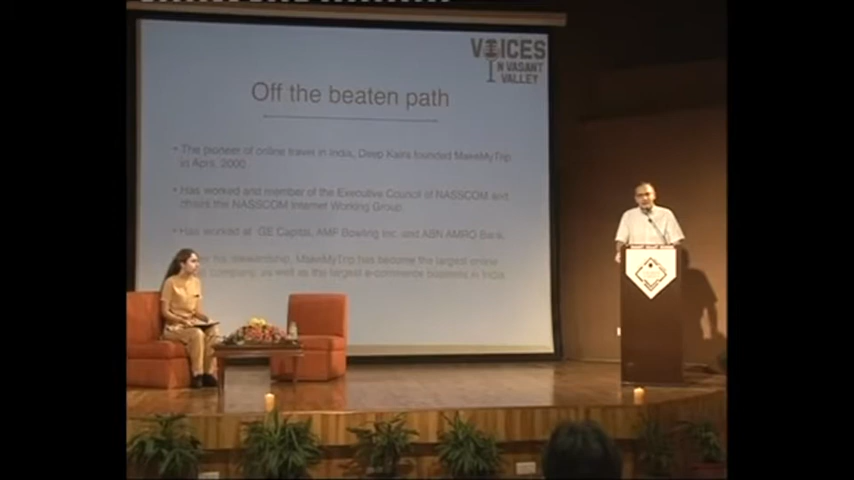 VOICES
IN VASANT
VALLEY
Off the beaten path
• The pioneer of online travel in India, Deep Kalra founded MakeMyTrip
in April, 2000.
• Has worked and member of the Executive Council of NASSCOM and
chairs the NASSCOM Internet Working Group.
• Has worked at GE Capital, AMF Bowling Inc. and ABN AMRO Bank.
his stewardship, MakeMyTrip has become the largest online
company, as well as the largest e-commerce business in India.